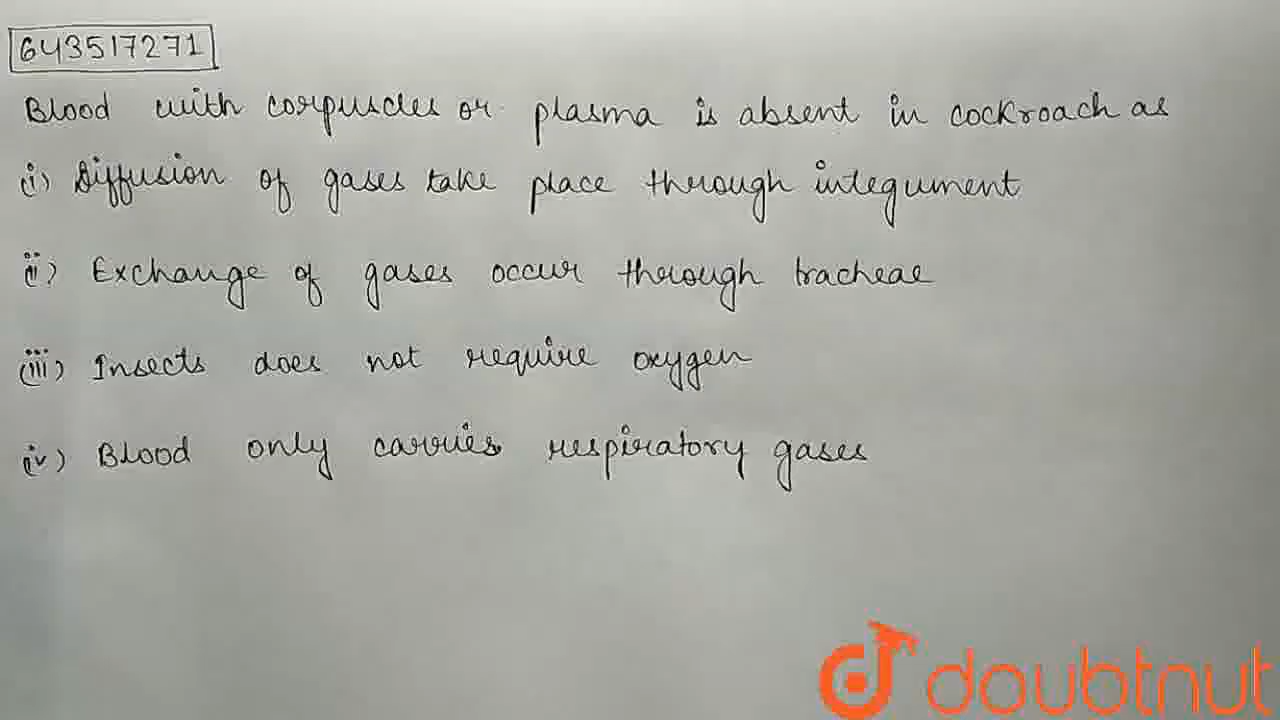 643517271
Blood with corpuscles or plasma is absent in cockroach as
(i) Diffusion of gases take place through integument
(ii) Exchange of gases occur through tracheae
(iii) Insects does not require oxygen
(iv) Blood only carries respiratory gases
doubtnut